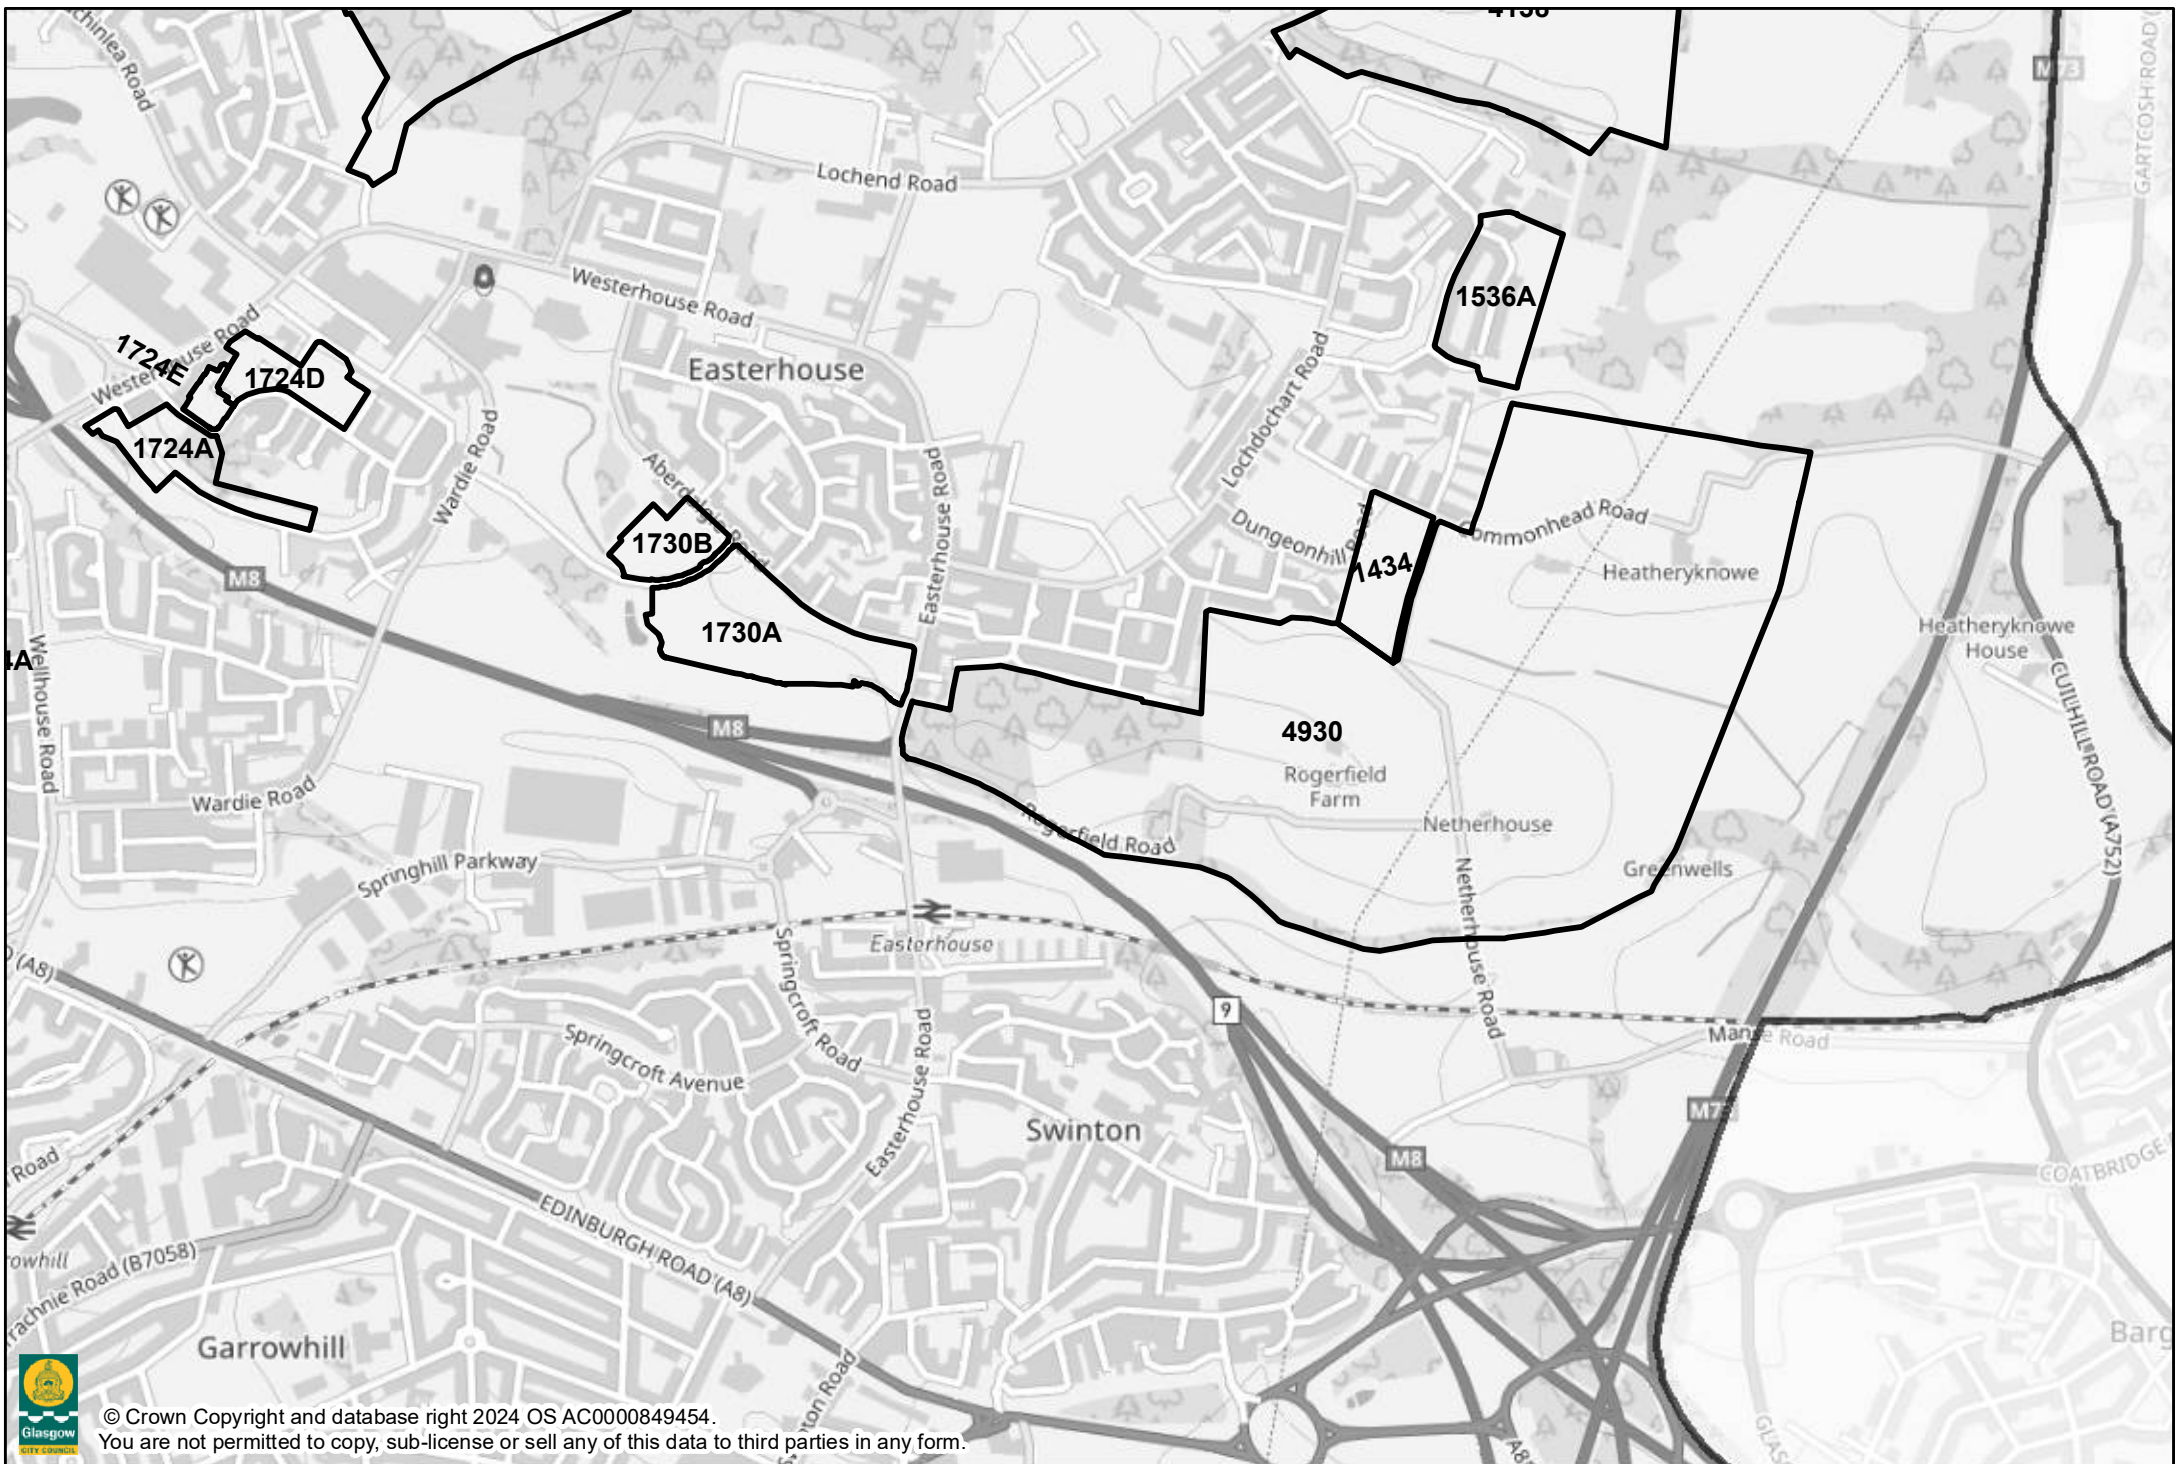 4138
M73
GARTCOSH ROAD
Lochend Road
1536A
Westerhouse Road
Westerhouse Road
1724E
1724D
Easterhouse
Lochdochart Road
1724A
Wardie Road
Aberdalgie Road
Easterhouse Road
Dungeonhill Road
Commonhead Road
1730B
1434
Heatheryknowe
M8
1730A
Heatheryknowe
House
Wellhouse Road
CUILHILL ROAD (A752)
M8
4930
Rogerfield
Farm
Wardie Road
Rogerfield Road
Netherhouse
Springhill Parkway
Greenwells
Netherhouse Road
Easterhouse
(A8)
Springcroft Road
9
Manse Road
Springcroft Avenue
Easterhouse Road
Swinton
M8
Road
COATBRIDGE
EDINBURGH ROAD (A8)
Road (B7058)
Garrowhill
Glasgow
CITY COUNCIL
© Crown Copyright and database right 2024 OS AC0000849454.
You are not permitted to copy, sub-license or sell any of this data to third parties in any form.